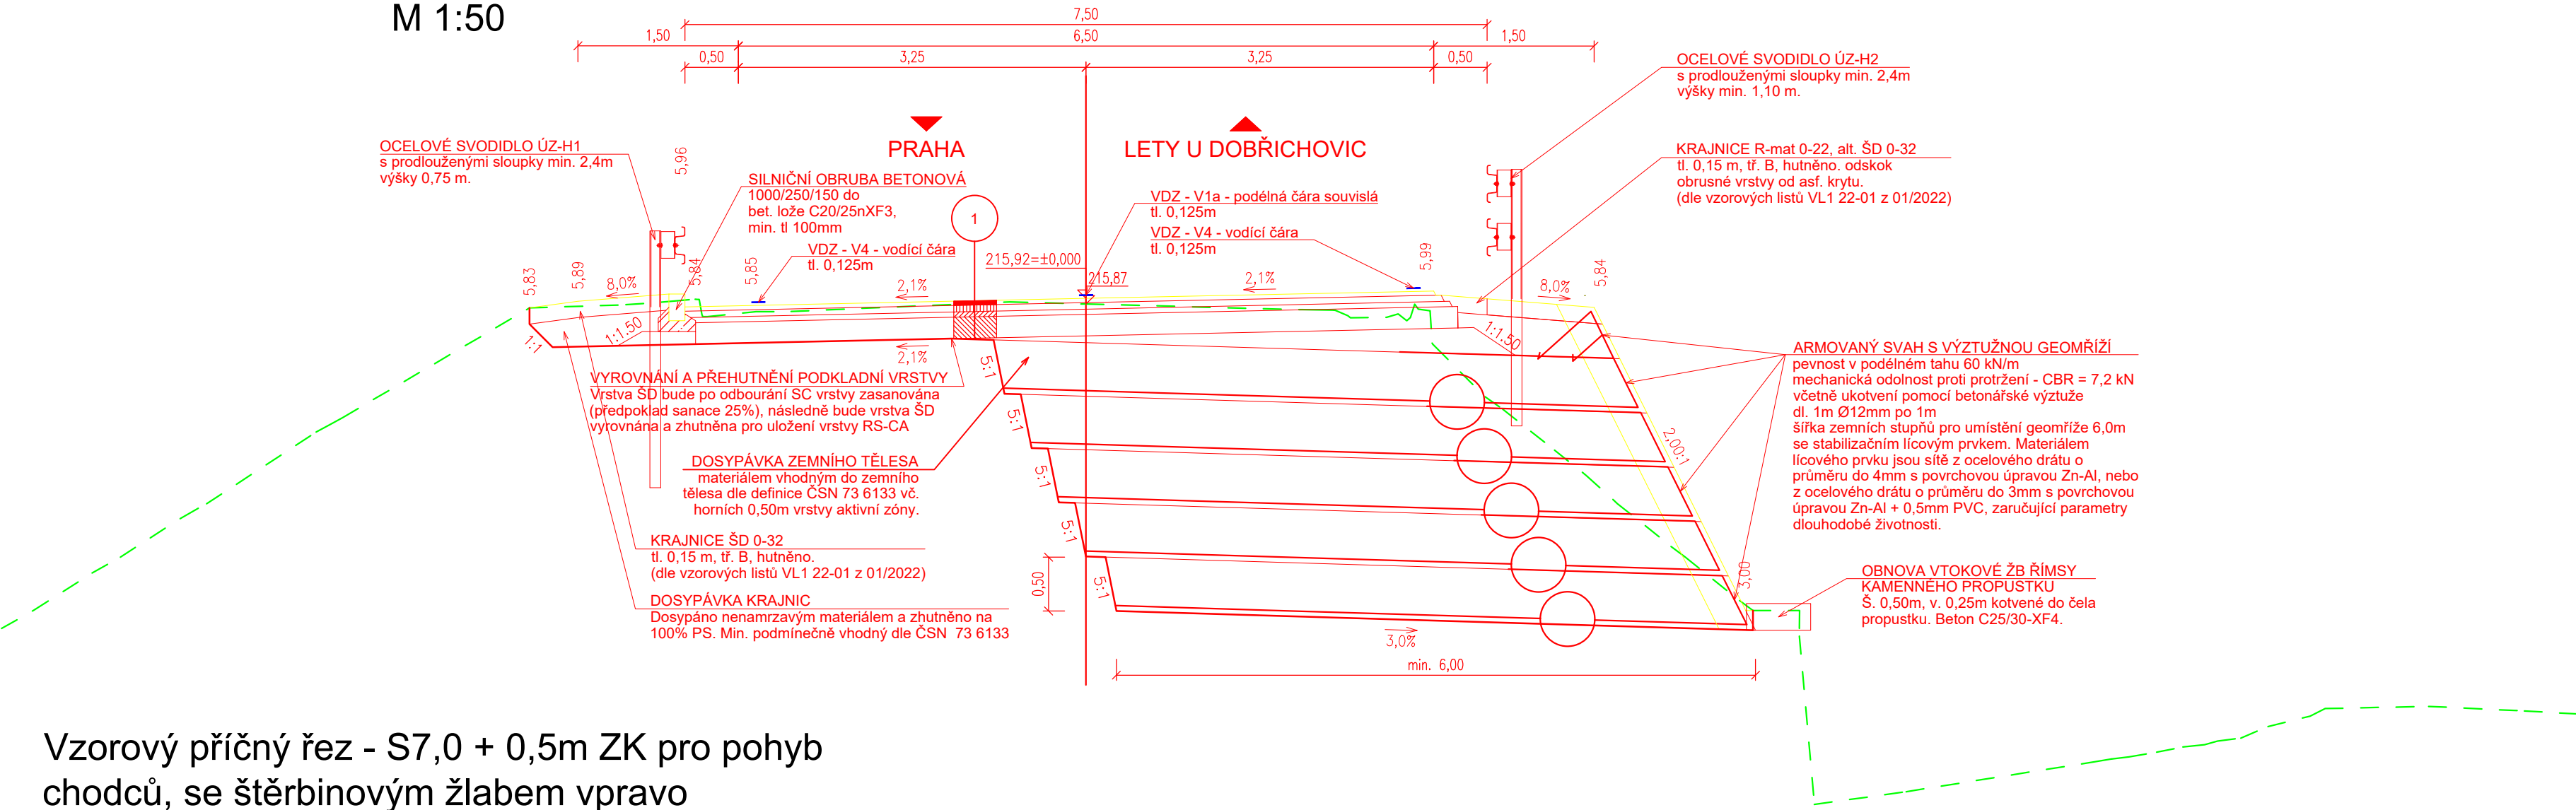 M 1:50
7,50
1,50
6,50
1,50
0,50
3,25
3,25
0,50
OCELOVÉ SVODIDLO ÚZ-H2
s prodlouženými sloupky min. 2,4m
výšky min. 1,10 m.
OCELOVÉ SVODIDLO ÚZ-H1
s prodlouženými sloupky min. 2,4m
výšky 0,75 m.
5,96
PRAHA
LETY U DOBŘICHOVIC
KRAJNICE R-mat 0-22, alt. ŠD 0-32
tl. 0,15 m, tř. B, hutněno. odskok
obrusné vrstvy od asf. krytu.
(dle vzorových listů VL1 22-01 z 01/2022)
SILNIČNÍ OBRUBA BETONOVÁ
1000/250/150 do
bet. lože C20/25nXF3,
min. tl 100mm
1
VDZ - V1a - podélná čára souvislá
tl. 0,125m
VDZ - V4 - vodící čára
tl. 0,125m
VDZ - V4 - vodící čára
tl. 0,125m
5,83
5,89
8,0%
5,84
5,85
2,1%
215,92=±0,000
215,87
2,1%
5,99
8,0%
5,84
1:1
1:1.50
2,1%
1:1.50
5:1
5:1
5:1
5:1
5:1
2,00:1
VYROVNÁNÍ A PŘEHUTNĚNÍ PODKLADNÍ VRSTVY
Vrstva ŠD bude po odbourání SC vrstvy zasanována
(předpoklad sanace 25%), následně bude vrstva ŠD
vyrovnána a zhutněna pro uložení vrstvy RS-CA
DOSYPÁVKA ZEMNÍHO TĚLESA
materiálem vhodným do zemního
tělesa dle definice ČSN 73 6133 vč.
horních 0,50m vrstvy aktivní zóny.
KRAJNICE ŠD 0-32
tl. 0,15 m, tř. B, hutněno.
(dle vzorových listů VL1 22-01 z 01/2022)
DOSYPÁVKA KRAJNIC
Dosypáno nenamrzavým materiálem a zhutněno na
100% PS. Min. podmínečně vhodný dle ČSN 73 6133
ARMOVANÝ SVAH S VÝZTUŽNOU GEOMŘÍŽÍ
pevnost v podélném tahu 60 kN/m
mechanická odolnost proti protržení - CBR = 7,2 kN
včetně ukotvení pomocí betonářské výztuže
dl. 1m Ø12mm po 1m
šířka zemních stupňů pro umístění geomříže 6,0m
se stabilizačním lícovým prvkem. Materiálem
lícového prvku jsou sítě z ocelového drátu o
průměru do 4mm s povrchovou úpravou Zn-Al, nebo
z ocelového drátu o průměru do 3mm s povrchovou
úpravou Zn-Al + 0,5mm PVC, zaručující parametry
dlouhodobé životnosti.
0,50
3,00
OBNOVA VTOKOVÉ ŽB ŘÍMSY
KAMENNÉHO PROPUSTKU
Š. 0,50m, v. 0,25m kotvené do čela
propustku. Beton C25/30-XF4.
3,0%
min. 6,00
Vzorový příčný řez - S7,0 + 0,5m ZK pro pohyb
chodců, se štěrbinovým žlabem vpravo